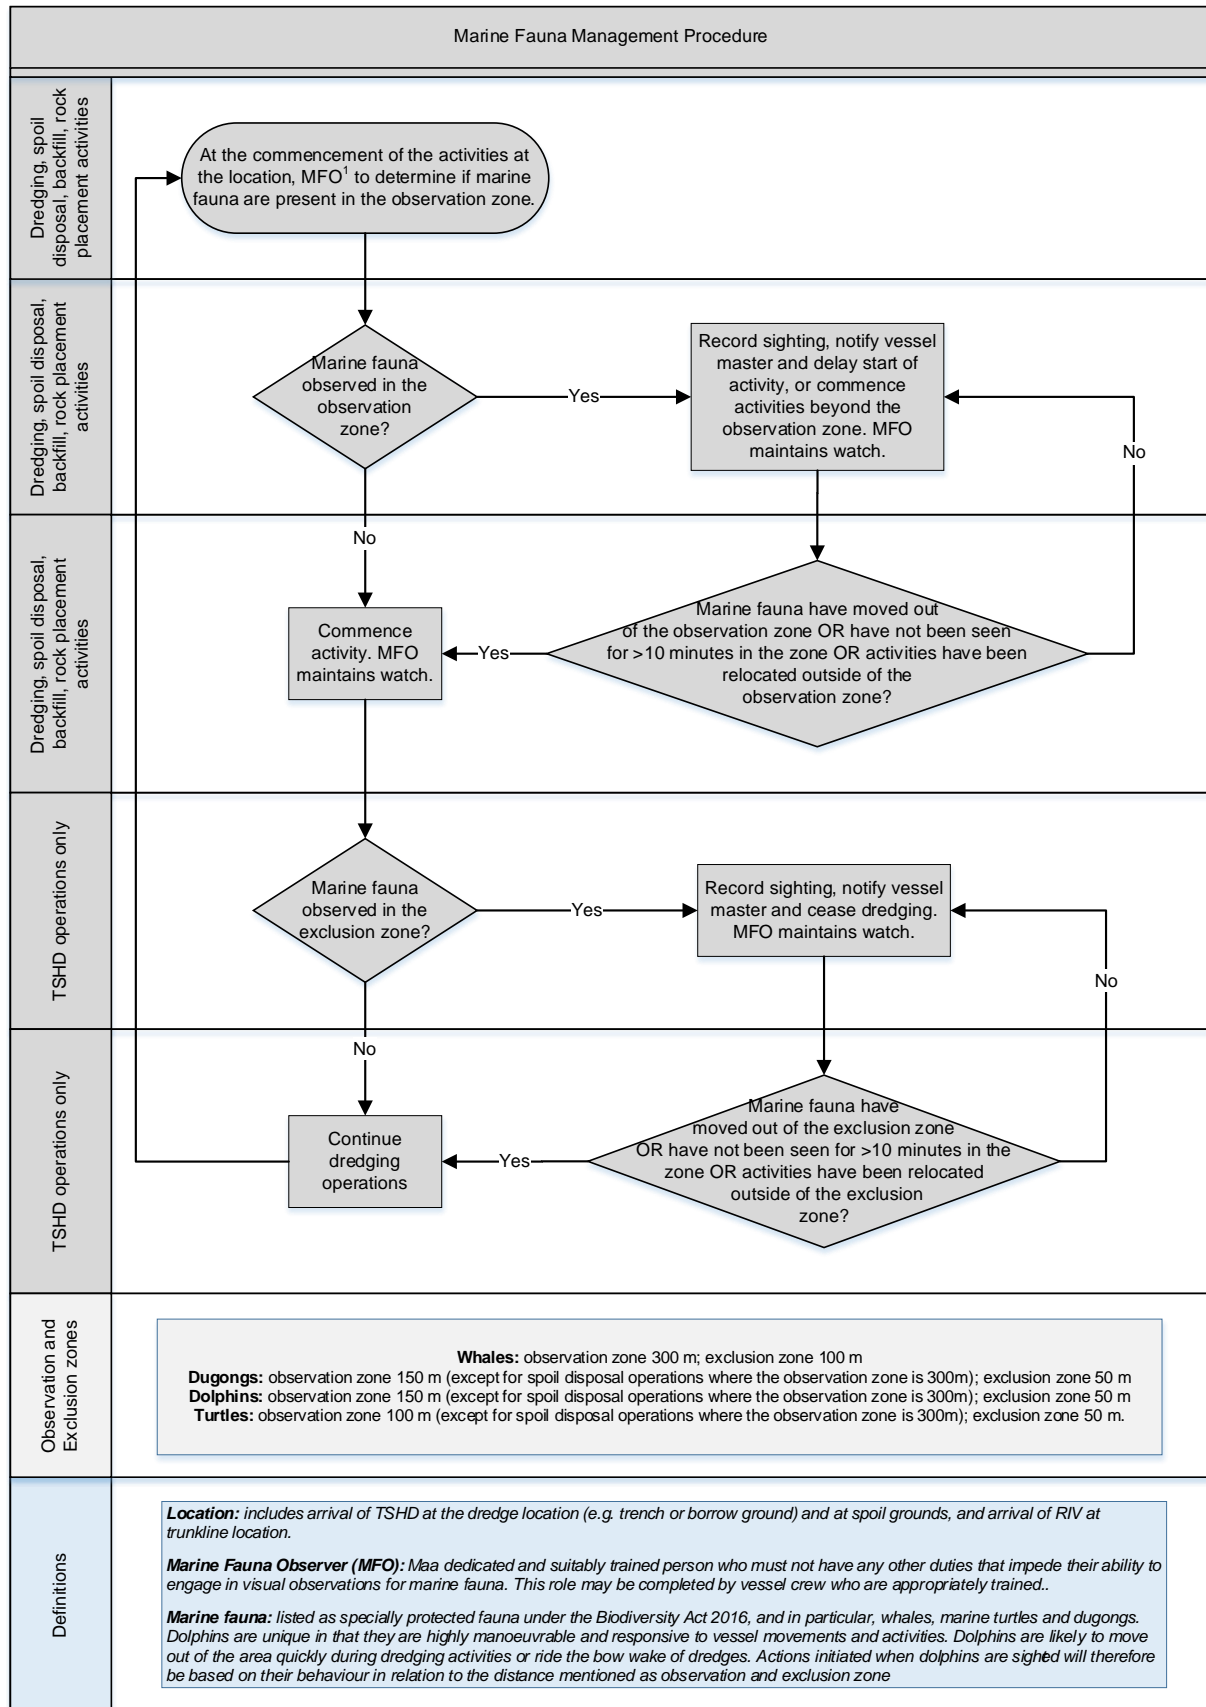 Marine Fauna Management Procedure
Dredging, spoil
disposal, backfill, rock
placement activities
At the commencement of the activities at
the location, MFO1 to determine if marine
fauna are present in the observation zone.
Dredging, spoil disposal,
backfill, rock placement
activities
Marine fauna
observed in the
observation
zone?
Yes
Record sighting, notify vessel
master and delay start of
activity, or commence
activities beyond the
observation zone. MFO
maintains watch.
No
No
Dredging, spoil disposal,
backfill, rock placement
activities
Commence
activity. MFO
maintains watch.
Yes
Marine fauna have moved out
of the observation zone OR have not been seen
for >10 minutes in the zone OR activities have been
relocated outside of the
observation zone?
TSHD operations only
Marine fauna
observed in the
exclusion zone?
Yes
Record sighting, notify vessel
master and cease dredging.
MFO maintains watch.
No
No
TSHD operations only
Continue
dredging
operations
Yes
Marine fauna have
moved out of the exclusion zone
OR have not been seen for >10 minutes in the
zone OR activities have been relocated
outside of the exclusion
zone?
Observation and
Exclusion zones
Whales: observation zone 300 m; exclusion zone 100 m
Dugongs: observation zone 150 m (except for spoil disposal operations where the observation zone is 300m); exclusion zone 50 m
Dolphins: observation zone 150 m (except for spoil disposal operations where the observation zone is 300m); exclusion zone 50 m
Turtles: observation zone 100 m (except for spoil disposal operations where the observation zone is 300m); exclusion zone 50 m.
Definitions
Location: includes arrival of TSHD at the dredge location (e.g. trench or borrow ground) and at spoil grounds, and arrival of RIV at
trunkline location.
Marine Fauna Observer (MFO): Maa dedicated and suitably trained person who must not have any other duties that impede their ability to
engage in visual observations for marine fauna. This role may be completed by vessel crew who are appropriately trained..
Marine fauna: listed as specially protected fauna under the Biodiversity Act 2016, and in particular, whales, marine turtles and dugongs.
Dolphins are unique in that they are highly manoeuvrable and responsive to vessel movements and activities. Dolphins are likely to move
out of the area quickly during dredging activities or ride the bow wake of dredges. Actions initiated when dolphins are sighted will therefore
be based on their behaviour in relation to the distance mentioned as observation and exclusion zone